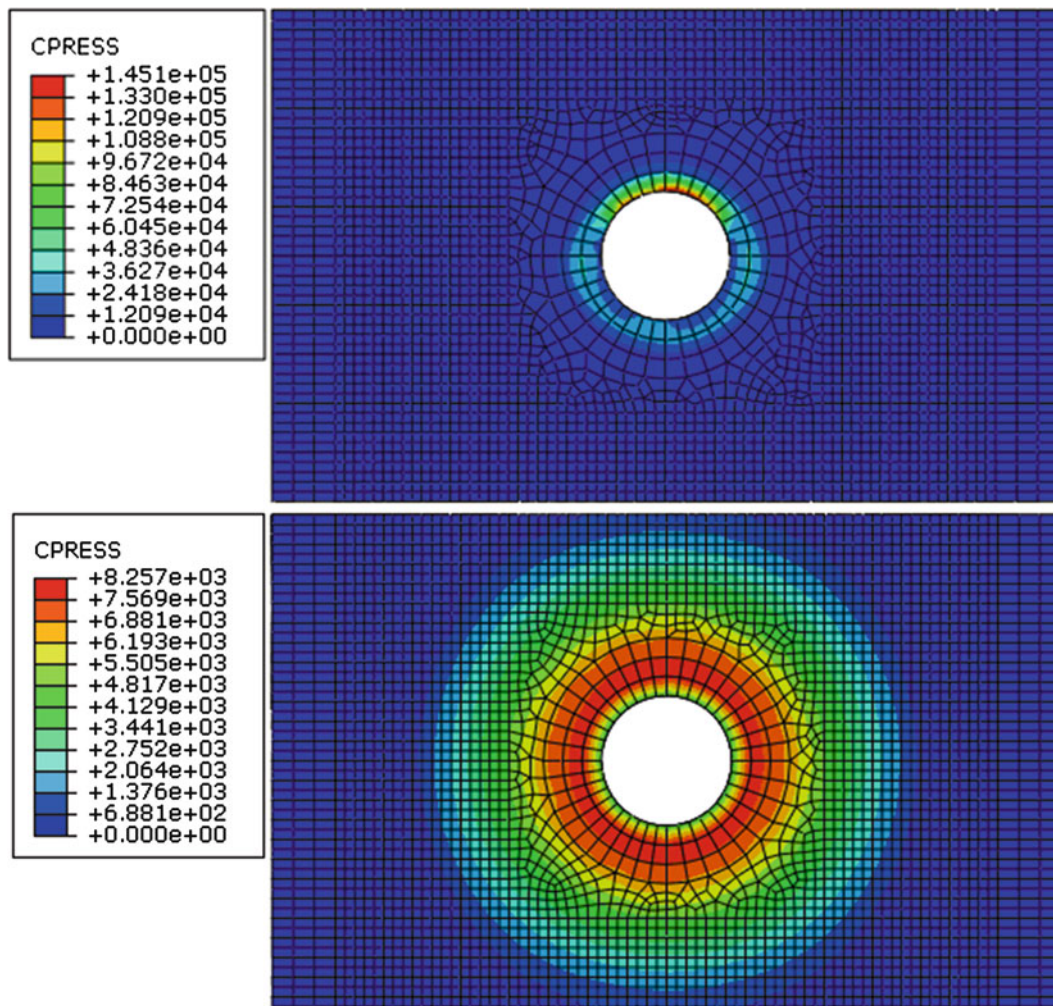 CPRESS
+1.451e+05
+1.330e+05
+1.209e+05
+1.088e+05
+9.672e+04
+8.463e+04
+7.254e+04
+6.045e+04
+4.836e+04
+3.627e+04
+2.418e+04
+1.209e+04
+0.000e+00
CPRESS
+8.257e+03
+7.569e+03
+6.881e+03
+6.193e+03
+5.505e+03
+4.817e+03
+4.129e+03
+3.441e+03
+2.752e+03
+2.064e+03
+1.376e+03
+6.881e+02
+0.000e+00